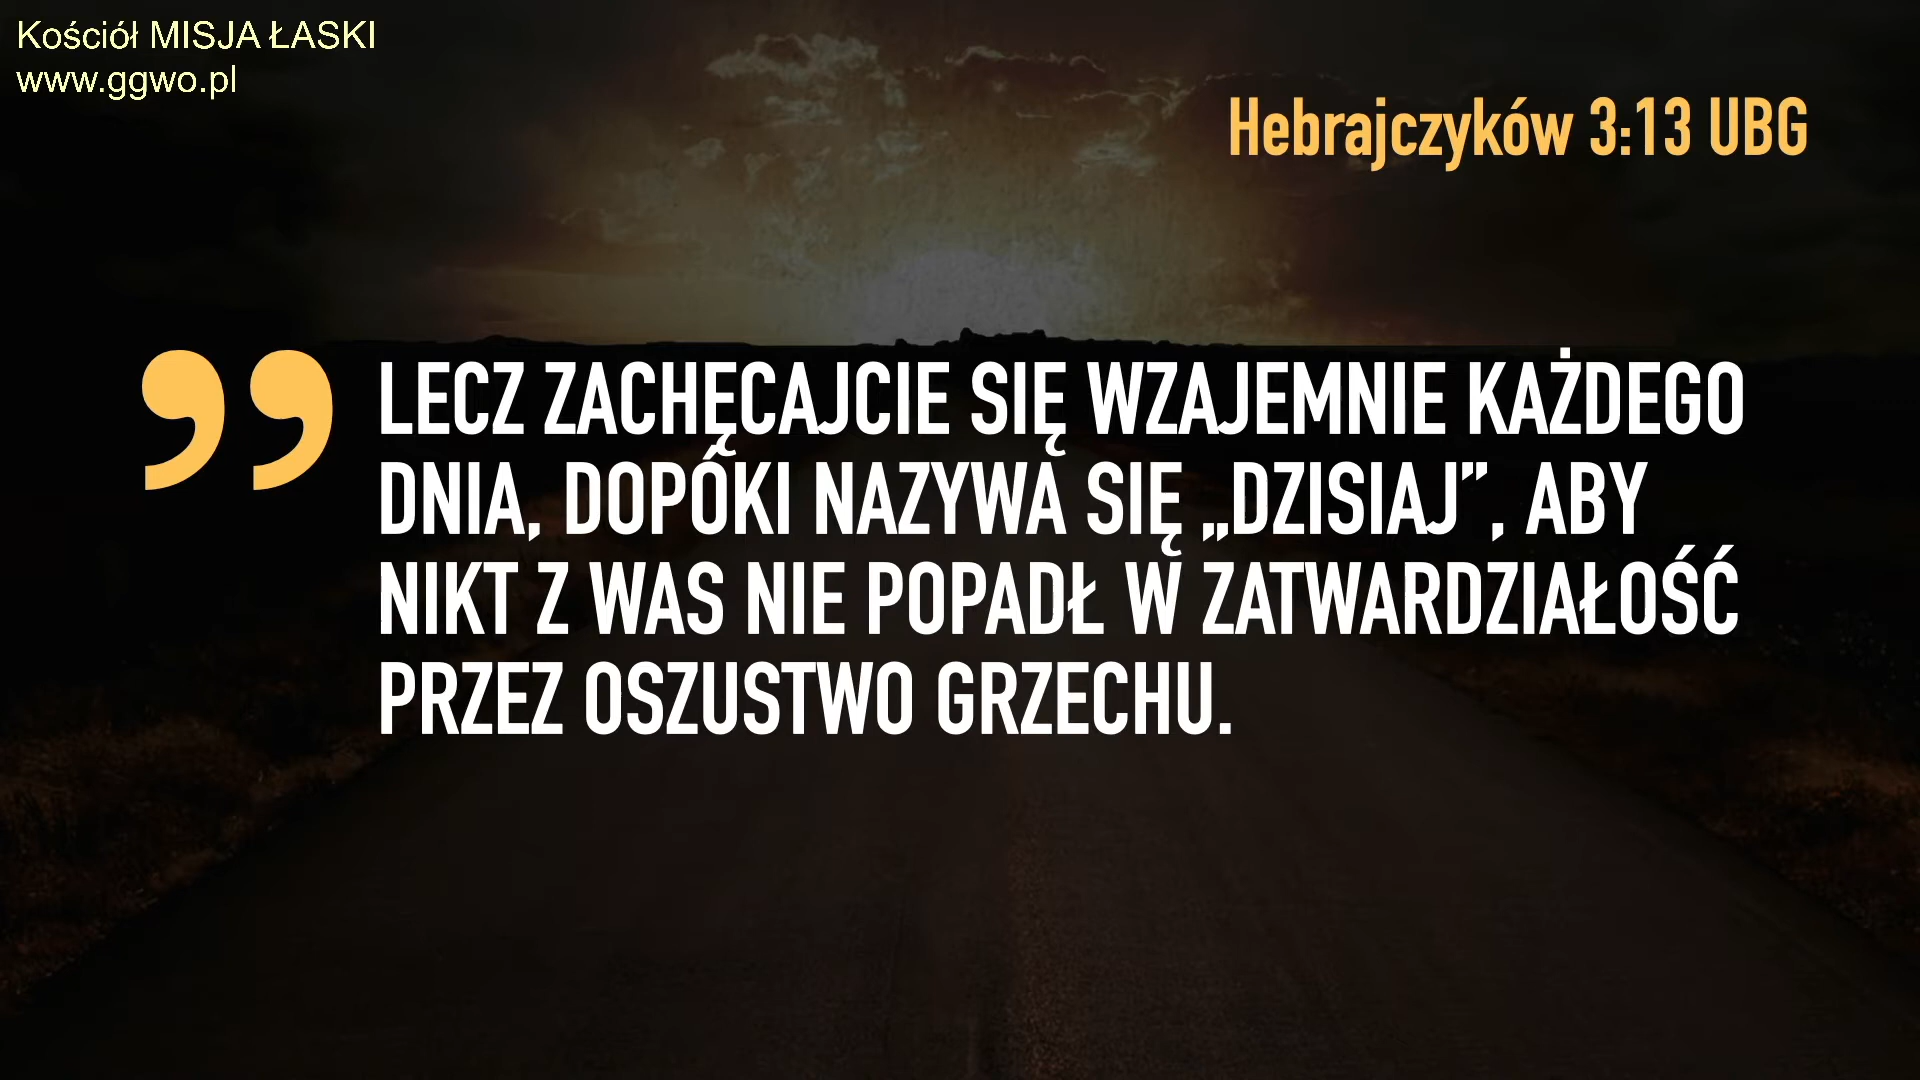 Kościół MISJA ŁASKI
www.ggwo.pl
Hebrajczyków 3:13 UBG
” LECZ ZACHĘCAJCIE SIĘ WZAJEMNIE KAŻDEGO
DNIA, DOPÓKI NAZYWA SIĘ „DZISIAJ”, ABY
NIKT Z WAS NIE POPADŁ W ZATWARDZIAŁOŚĆ
PRZEZ OSZUSTWO GRZECHU.